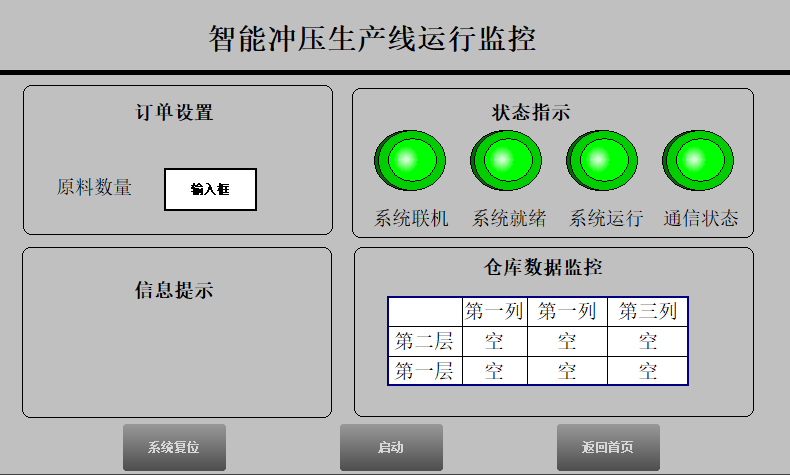 智能冲压生产线运行监控
订单设置
原料数量 输入框
状态指示
系统联机 系统就绪 系统运行 通信状态
信息提示
仓库数据监控
第一列 第一列 第三列
第二层 空 空 空
第一层 空 空 空
系统复位 启动 返回首页